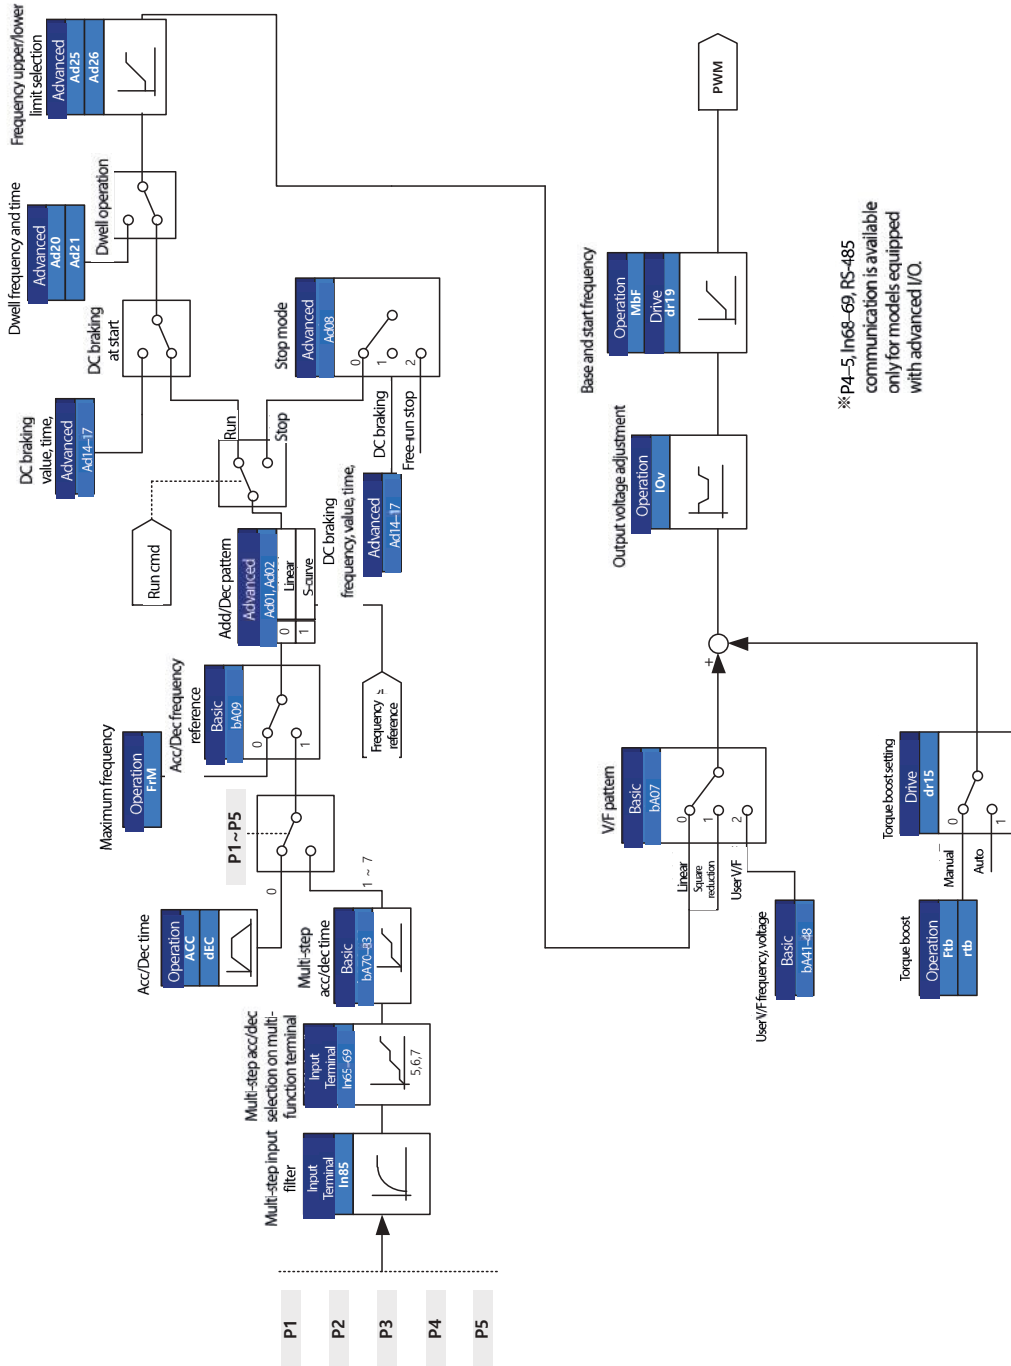 P1
P2
P3
P4
P5
Multi-step input
filter
Input
Terminal
In85
Multi-step acc/dec
selection on multi-
function terminal
Input
Terminal
In65–69
5,6,7
Acc/Dec time
Operation
ACC
dEC
0
Multi-step
acc/dec time
Basic
bA70–83
1 ~ 7
P1~P5
Maximum frequency
Operation
FrM
Acc/Dec frequency
reference
Basic
bA09
0
1
Frequency
reference
Add/Dec pattern
Advanced
Ad01, Ad02
0
Linear
1
S-curve
Run cmd
Run
Stop
DC braking
frequency, value, time,
Advanced
Ad14–17
DC braking
Free-run stop
Stop mode
Advanced
Ad08
0
1
2
DC braking
value, time,
Advanced
Ad14–17
DC braking
at start
Dwell frequency and time
Advanced
Ad20
Ad21
Dwell operation
Frequency upper/lower
limit selection
Advanced
Ad25
Ad26
V/F pattern
Basic
bA07
0
1
2
Linear
Square
reduction
User V/F
User V/F frequency, voltage
Basic
bA41–48
Torque boost
Operation
Ftb
rtb
Manual
Auto
Torque boost setting
Drive
dr15
0
1
+
Output voltage adjustment
Operation
IOv
Base and start frequency
Operation
MbF
Drive
dr19
PWM
※P4–5, In68–69, RS-485
communication is available
only for models equipped
with advanced I/O.